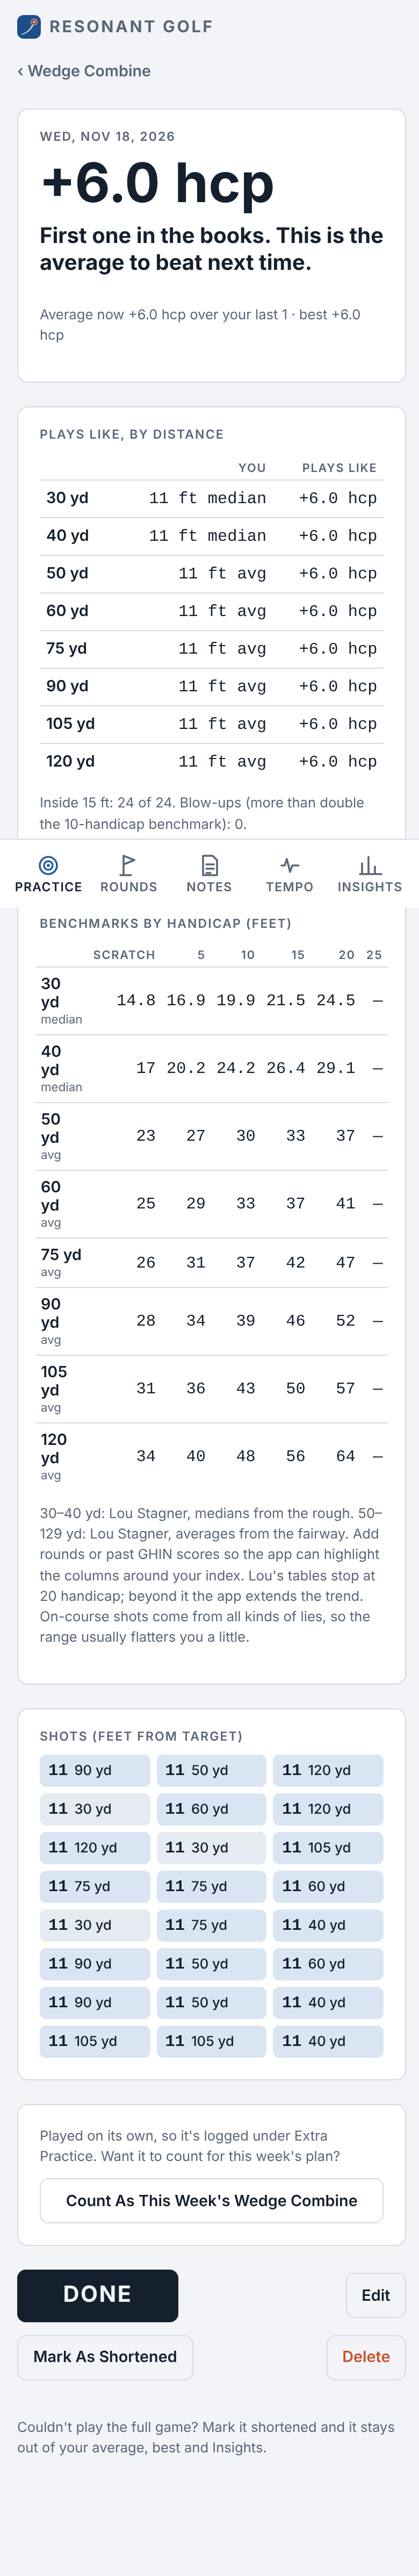 RESONANT GOLF
‹ Wedge Combine
WED, NOV 18, 2026
+6.0 hcp
First one in the books. This is the
average to beat next time.
Average now +6.0 hcp over your last 1 · best +6.0
hcp
PLAYS LIKE, BY DISTANCE
YOU PLAYS LIKE
30 yd 11 ft median +6.0 hcp
40 yd 11 ft median +6.0 hcp
50 yd 11 ft avg +6.0 hcp
60 yd 11 ft avg +6.0 hcp
75 yd 11 ft avg +6.0 hcp
90 yd 11 ft avg +6.0 hcp
105 yd 11 ft avg +6.0 hcp
120 yd 11 ft avg +6.0 hcp
Inside 15 ft: 24 of 24. Blow-ups (more than double
the 10-handicap benchmark): 0.
PRACTICE ROUNDS NOTES TEMPO INSIGHTS
BENCHMARKS BY HANDICAP (FEET)
SCRATCH 5 10 15 20 25
30
yd 14.8 16.9 19.9 21.5 24.5 –
median
40
yd 17 20.2 24.2 26.4 29.1 –
median
50
yd 23 27 30 33 37 –
avg
60
yd 25 29 33 37 41 –
avg
75 yd 26 31 37 42 47 –
avg
90
yd 28 34 39 46 52 –
avg
105
yd 31 36 43 50 57 –
avg
120
yd 34 40 48 56 64 –
avg
30–40 yd: Lou Stagner, medians from the rough. 50–
129 yd: Lou Stagner, averages from the fairway. Add
rounds or past GHIN scores so the app can highlight
the columns around your index. Lou's tables stop at
20 handicap; beyond it the app extends the trend.
On-course shots come from all kinds of lies, so the
range usually flatters you a little.
SHOTS (FEET FROM TARGET)
11 90 yd 11 50 yd 11 120 yd
11 30 yd 11 60 yd 11 120 yd
11 120 yd 11 30 yd 11 105 yd
11 75 yd 11 75 yd 11 60 yd
11 30 yd 11 75 yd 11 40 yd
11 90 yd 11 50 yd 11 60 yd
11 90 yd 11 50 yd 11 40 yd
11 105 yd 11 105 yd 11 40 yd
Played on its own, so it's logged under Extra
Practice. Want it to count for this week's plan?
Count As This Week's Wedge Combine
DONE Edit
Mark As Shortened Delete
Couldn't play the full game? Mark it shortened and it stays
out of your average, best and Insights.